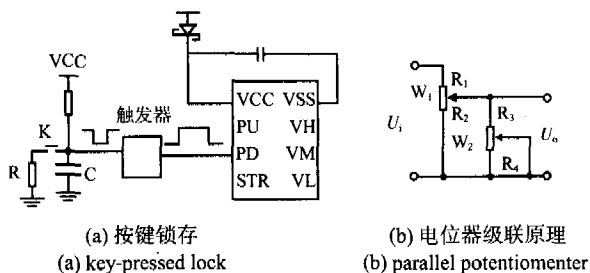 VCC
触发器
K
R
C
VCC VSS
PU VH
PD VM
STR VL
W₁
R₁
R₂
R₃
W₂
R₄
Uᵢ
Uₒ
(a) 按键锁存
(a) key-pressed lock
(b) 电位器级联原理
(b) parallel potentiomenter